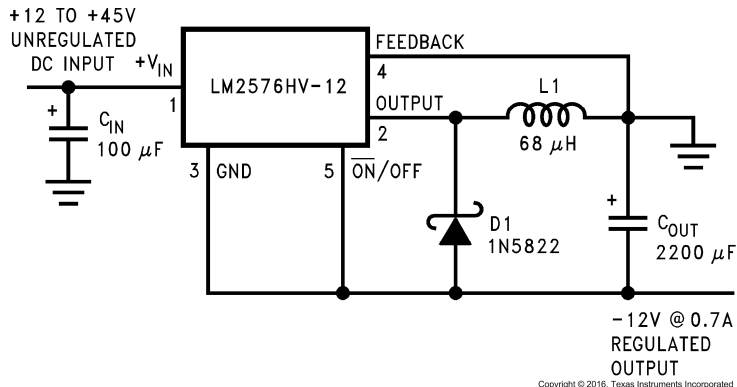 +12 TO +45V
UNREGULATED
DC INPUT
+VIN
1
CIN
100 µF
+
LM2576HV-12
FEEDBACK
4
OUTPUT
2
3 GND
5 ON/OFF
L1
68 µH
D1
1N5822
+
COUT
2200 µF
-12V @ 0.7A
REGULATED
OUTPUT
Copyright © 2016, Texas Instruments Incorporated